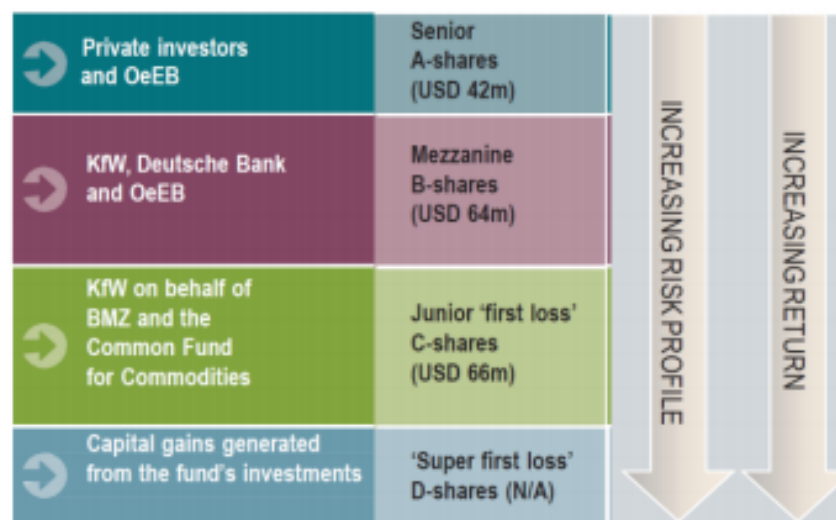 Private investors
and OeEB
Senior
A-shares
(USD 42m)
KfW, Deutsche Bank
and OeEB
Mezzanine
B-shares
(USD 64m)
KfW on behalf of
BMZ and the
Common Fund
for Commodities
Junior ‘first loss’
C-shares
(USD 66m)
Capital gains generated
from the fund’s investments
‘Super first loss’
D-shares (N/A)
INCREASING RISK PROFILE
INCREASING RETURN